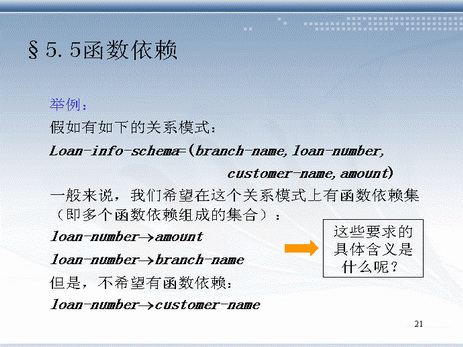 §5.5函数依赖
举例：
假如有如下的关系模式：
Loan-info-schema=(branch-name,loan-number,
customer-name,amount)
一般来说，我们希望在这个关系模式上有函数依赖集
（即多个函数依赖组成的集合）：
loan-number→amount
loan-number→branch-name
但是，不希望有函数依赖：
loan-number→customer-name
这些要求的
具体含义是
什么呢？
21